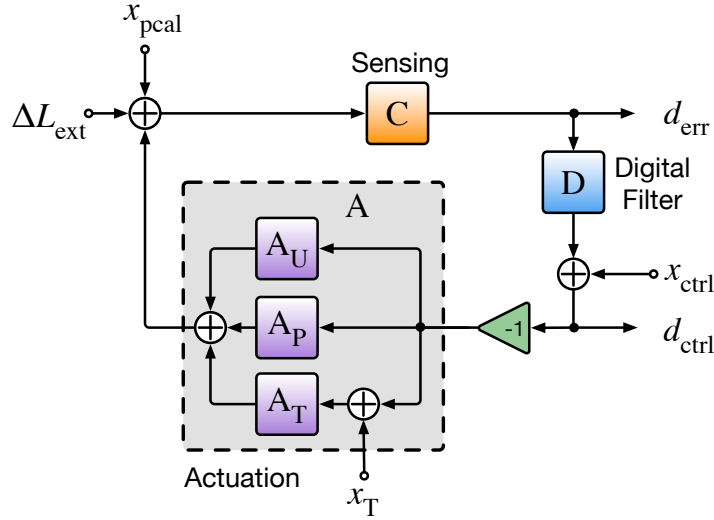 x_pcal
Sensing
ΔL_ext
C
d_err
D
Digital
Filter
A
A_U
x_ctrl
A_P
-1
d_ctrl
A_T
Actuation
x_T